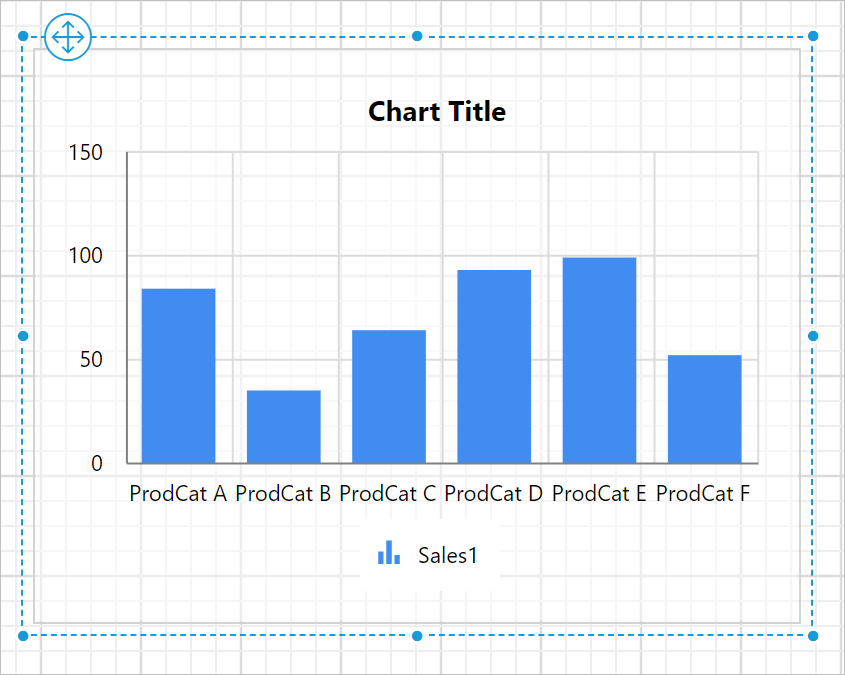 Chart Title
150
100
50
0
ProdCat A ProdCat B ProdCat C ProdCat D ProdCat E ProdCat F
Sales1